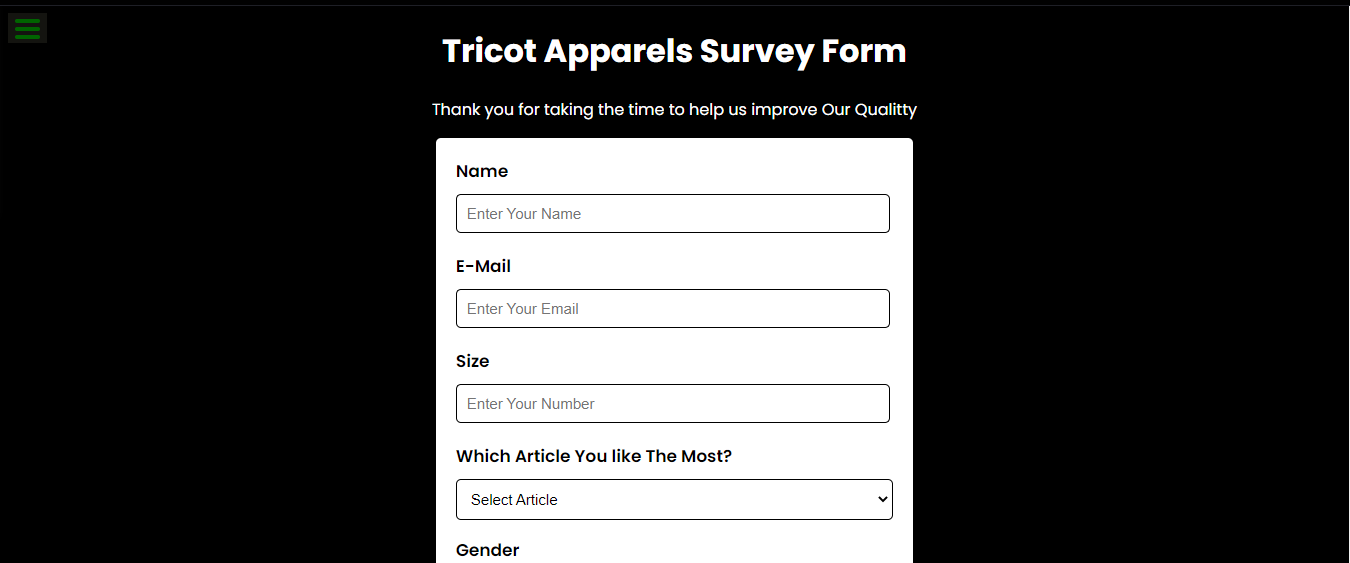 Tricot Apparels Survey Form
Thank you for taking the time to help us improve Our Qualitty
Name
Enter Your Name
E-Mail
Enter Your Email
Size
Enter Your Number
Which Article You like The Most?
Select Article
Gender